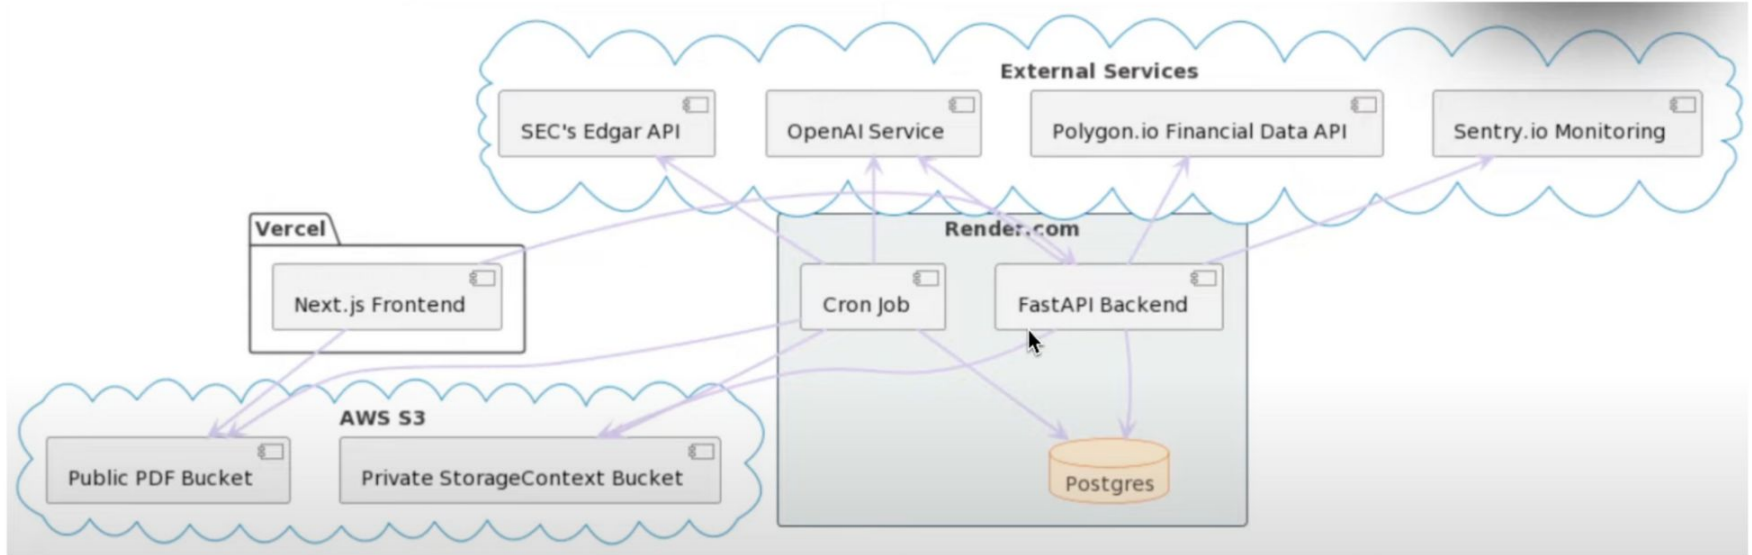 External Services
SEC's Edgar API
OpenAI Service
Polygon.io Financial Data API
Sentry.io Monitoring
Vercel
Render.com
Next.js Frontend
Cron Job
FastAPI Backend
AWS S3
Public PDF Bucket
Private StorageContext Bucket
Postgres